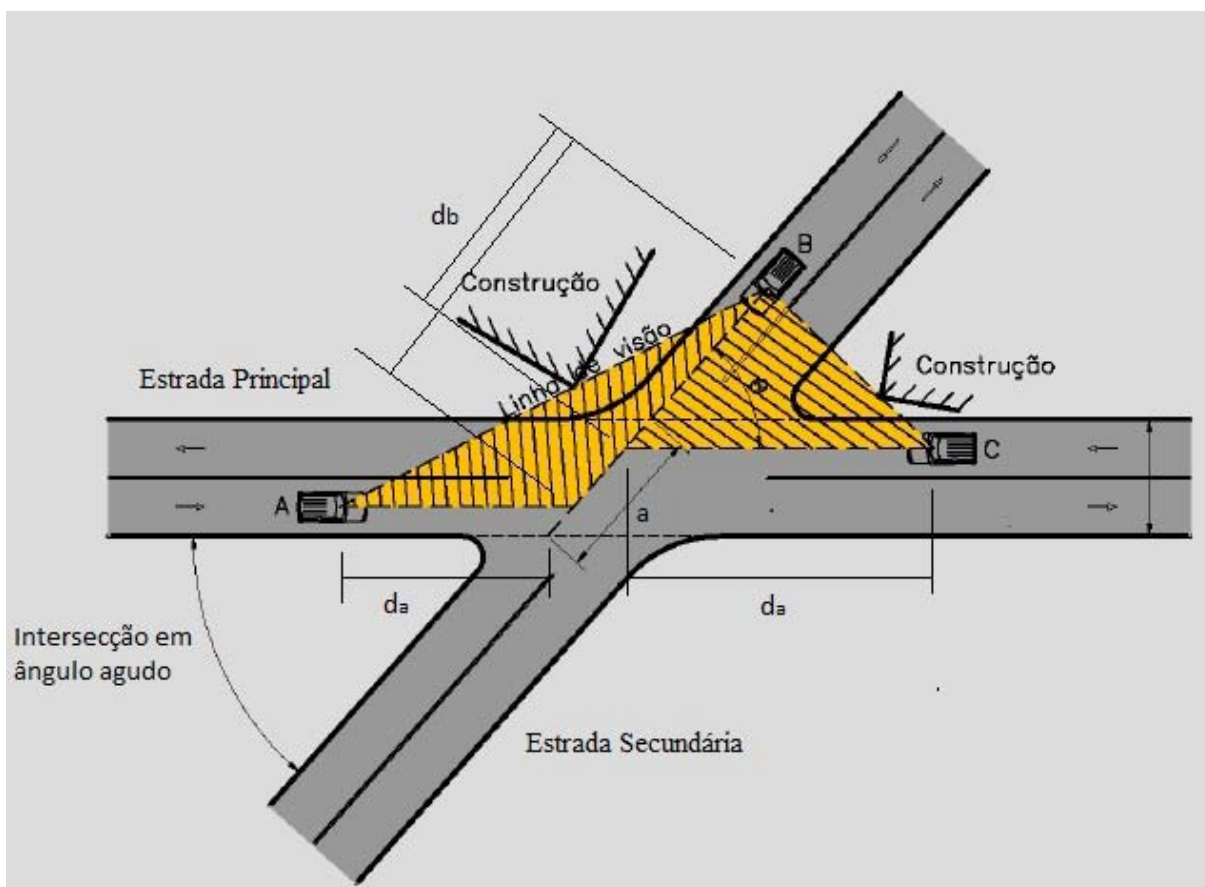 db
B
Construção
Linha de visão
Estrada Principal
Construção
θ
C
A
a
da
da
Intersecção em
ângulo agudo
Estrada Secundária